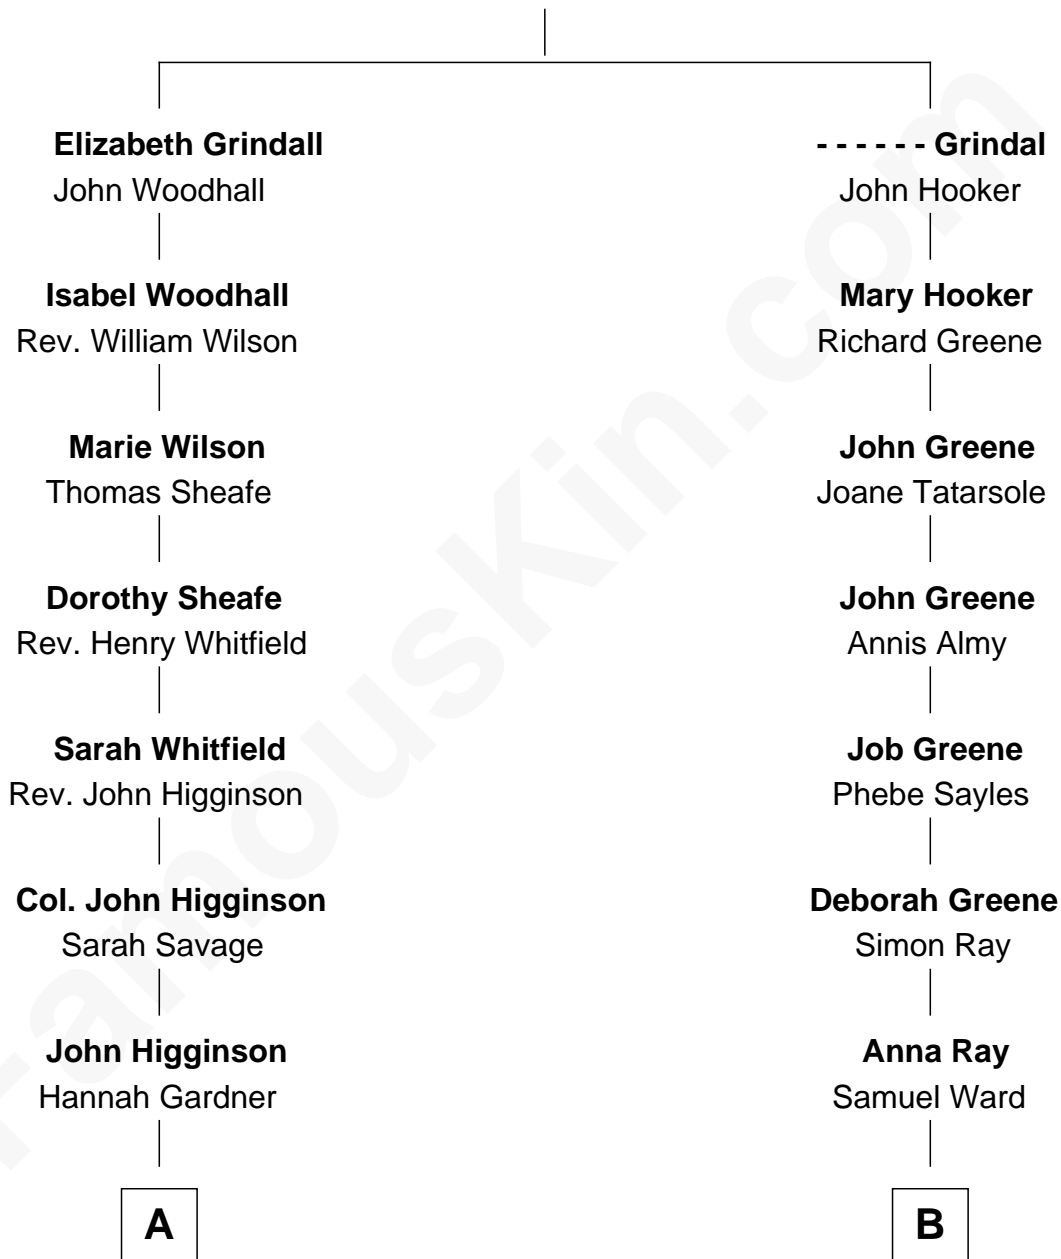 Elizabeth Grindall
John Woodhall
Isabel Woodhall
Rev. William Wilson
Marie Wilson
Thomas Sheafe
Dorothy Sheafe
Rev. Henry Whitfield
Sarah Whitfield
Rev. John Higginson
Col. John Higginson
Sarah Savage
John Higginson
Hannah Gardner
A
- - - - - - Grindal
John Hooker
Mary Hooker
Richard Greene
John Greene
Joane Tatarsole
John Greene
Annis Almy
Job Greene
Phebe Sayles
Deborah Greene
Simon Ray
Anna Ray
Samuel Ward
B
FamousKin.com